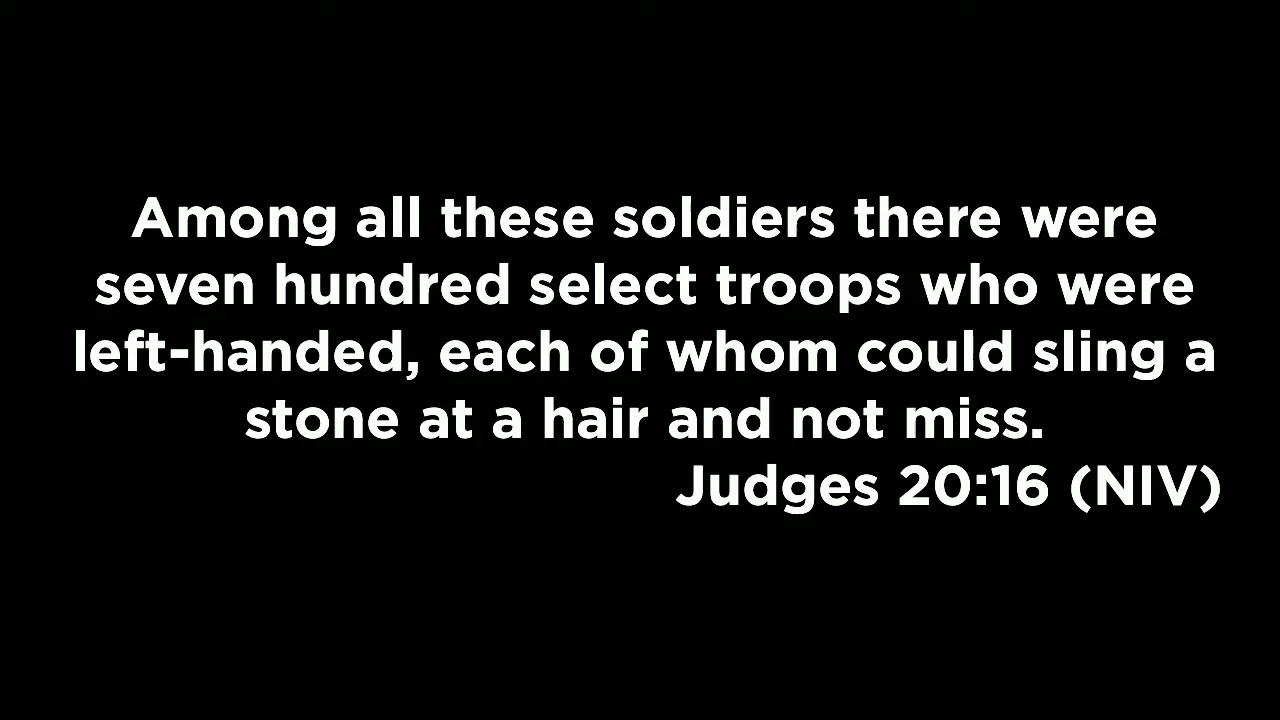 Among all these soldiers there were
seven hundred select troops who were
left-handed, each of whom could sling a
stone at a hair and not miss.
Judges 20:16 (NIV)